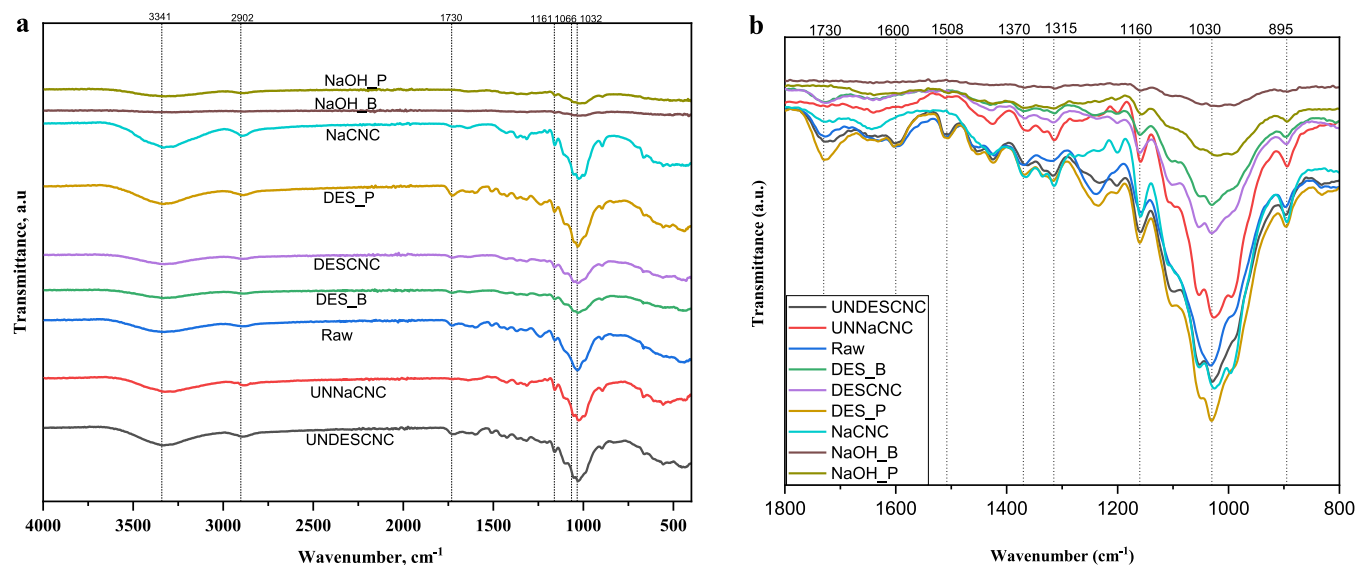 a
3341 2902 1730 1161 1066 1032
NaOH_P
NaOH_B
NaCNC
DES_P
DESCNC
DES_B
Raw
UNNaCNC
UNDESCNC
Transmittance, a.u
4000 3500 3000 2500 2000 1500 1000 500
Wavenumber, cm⁻¹
b
1730 1600 1508 1370 1315 1160 1030 895
Transmittance (a.u.)
UNDESCNC
UNNaCNC
Raw
DES_B
DESCNC
DES_P
NaCNC
NaOH_B
NaOH_P
1800 1600 1400 1200 1000 800
Wavenumber (cm⁻¹)